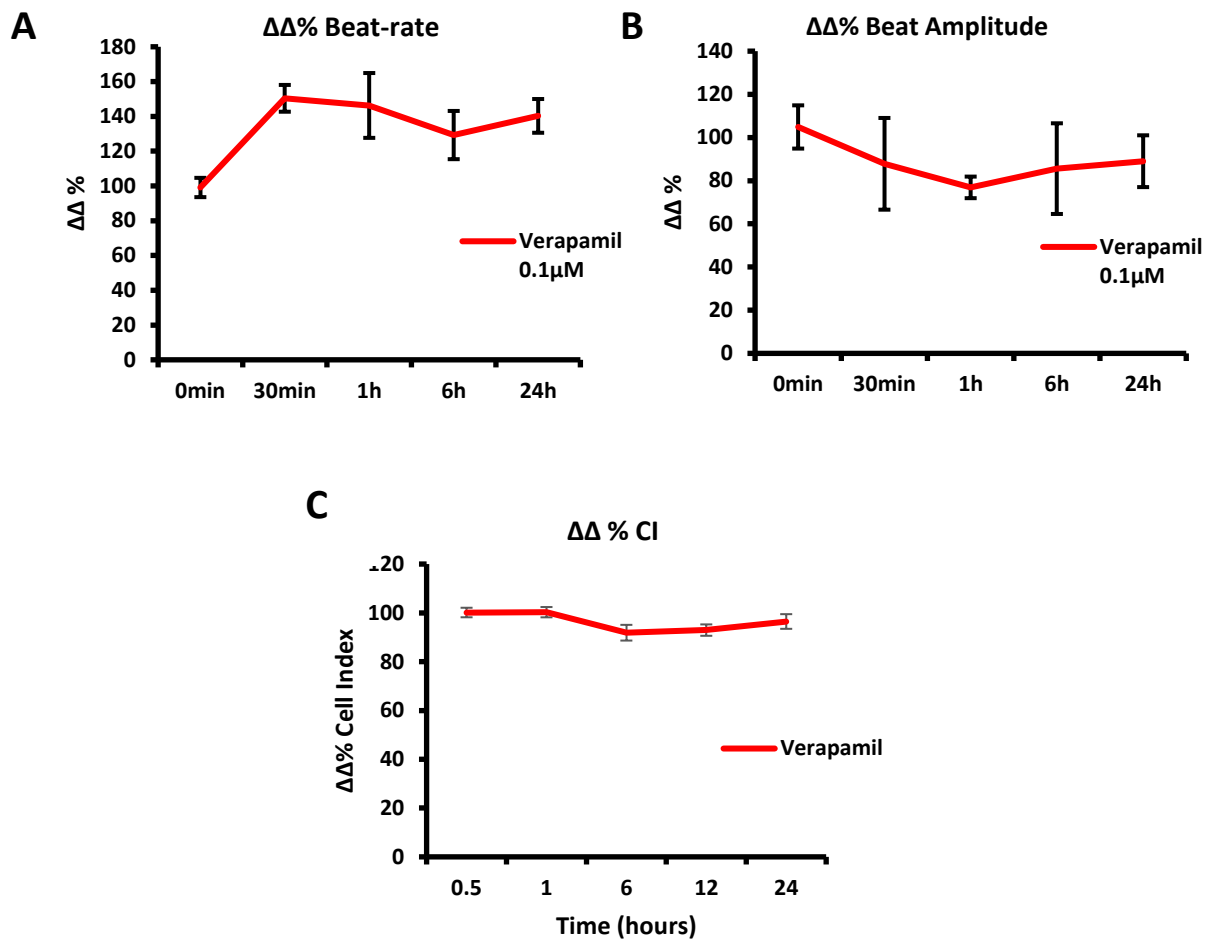 A
ΔΔ% Beat-rate
180
160
140
120
100
80
60
40
20
0
ΔΔ %
Verapamil
0.1µM
0min 30min 1h 6h 24h
B
ΔΔ% Beat Amplitude
140
120
100
80
60
40
20
0
ΔΔ %
Verapamil
0.1µM
0min 30min 1h 6h 24h
C
ΔΔ % CI
20
100
80
60
40
20
0
ΔΔ% Cell Index
Verapamil
0.5 1 6 12 24
Time (hours)